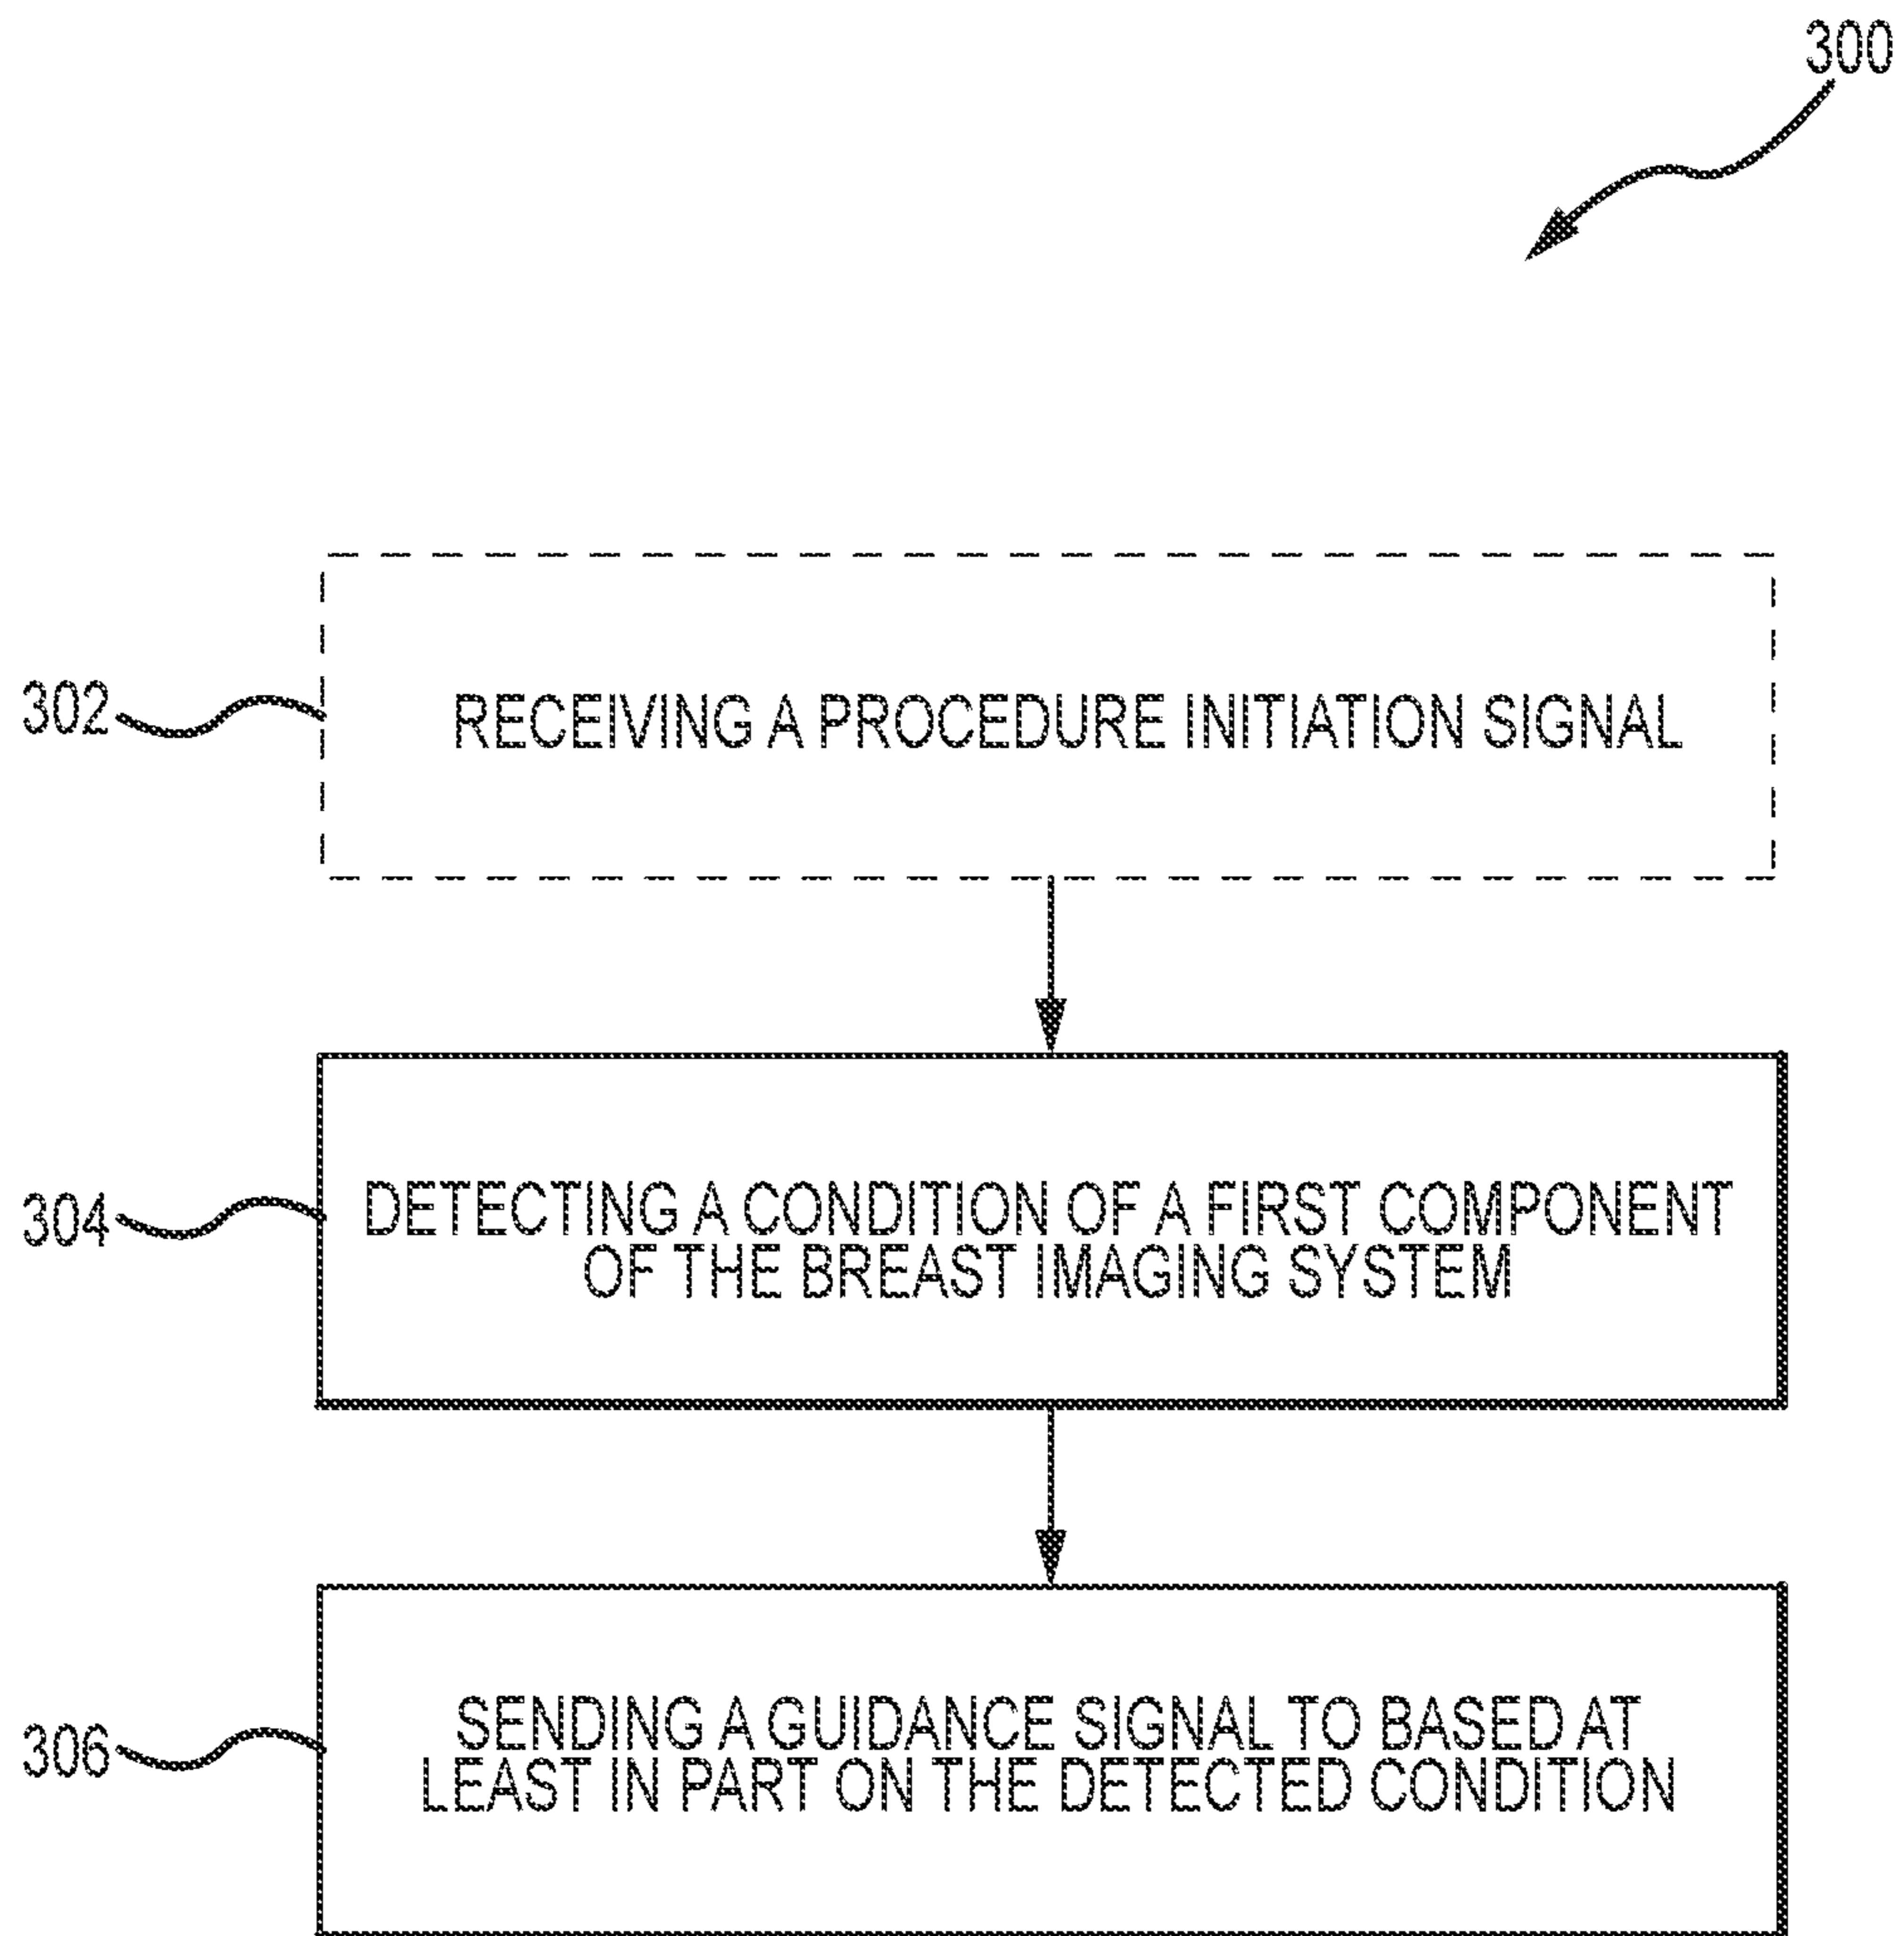 300
302
RECEIVING A PROCEDURE INITIATION SIGNAL
304
DETECTING A CONDITION OF A FIRST COMPONENT
OF THE BREAST IMAGING SYSTEM
306
SENDING A GUIDANCE SIGNAL TO BASED AT
LEAST IN PART ON THE DETECTED CONDITION